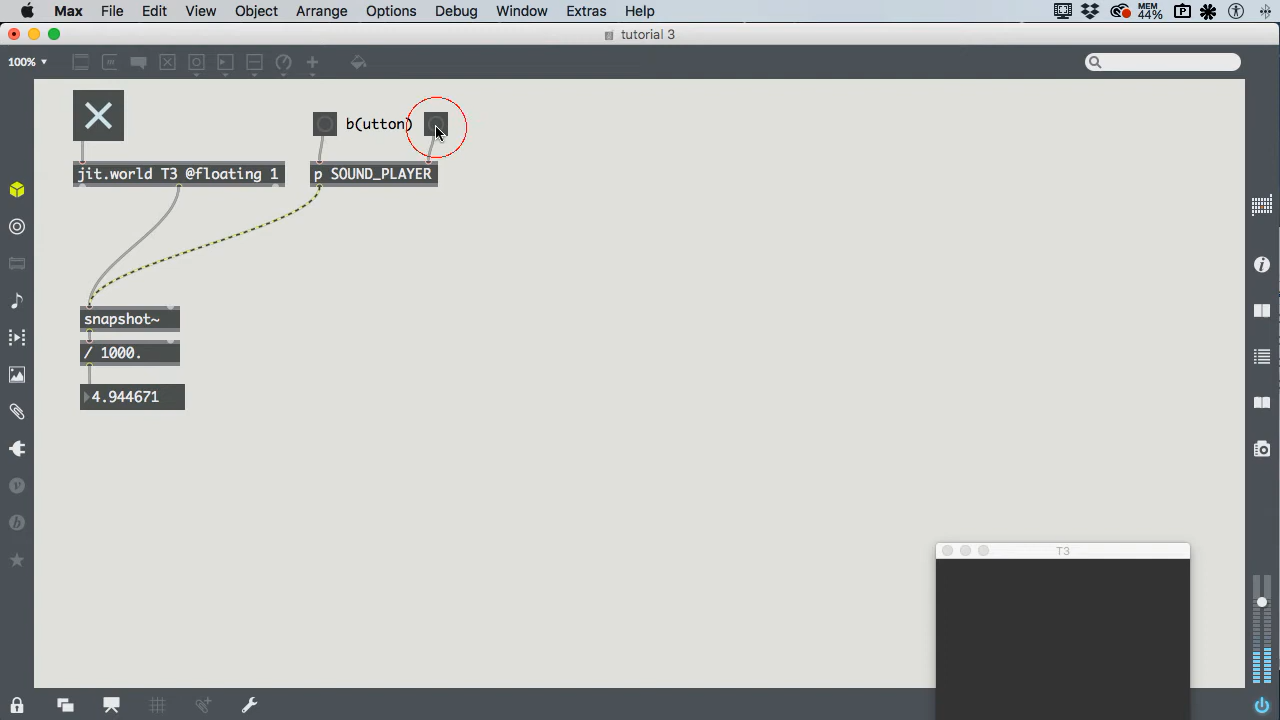 Max File Edit View Object Arrange Options Debug Window Extras Help MEM 44%
tutorial 3
100%
b(utton)
jit.world T3 @floating 1
p SOUND_PLAYER
snapshot~
/ 1000.
4.944671
T3